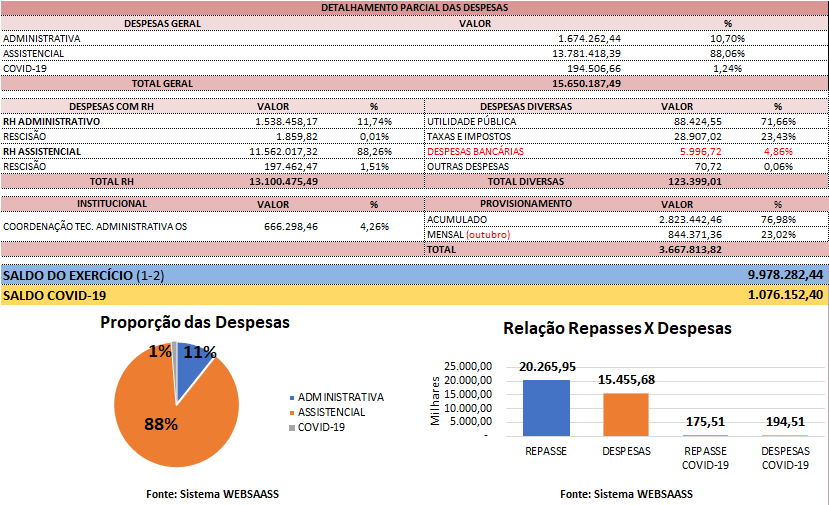 DETALHAMENTO PARCIAL DAS DESPESAS
DESPESAS GERAL VALOR %
ADMINISTRATIVA 1.674.262,44 10,70%
ASSISTENCIAL 13.781.418,39 88,06%
COVID-19 194.506,66 1,24%
TOTAL GERAL 15.650.187,49
DESPESAS COM RH VALOR % DESPESAS DIVERSAS VALOR %
RH ADMINISTRATIVO 1.538.458,17 11,74% UTILIDADE PÚBLICA 88.424,55 71,66%
RESCISÃO 1.859,82 0,01% TAXAS E IMPOSTOS 28.907,02 23,43%
RH ASSISTENCIAL 11.562.017,32 88,26% DESPESAS BANCÁRIAS 5.996,72 4,86%
RESCISÃO 197.462,47 1,51% OUTRAS DESPESAS 70,72 0,06%
TOTAL RH 13.100.475,49 TOTAL DIVERSAS 123.399,01
INSTITUCIONAL VALOR % PROVISIONAMENTO VALOR %
COORDENAÇÃO TEC. ADMINISTRATIVA OS 666.298,46 4,26% ACUMULADO 2.823.442,46 76,98%
MENSAL (outubro) 844.371,36 23,02%
TOTAL 3.667.813,82
SALDO DO EXERCÍCIO (1-2) 9.978.282,44
SALDO COVID-19 1.076.152,40
Proporção das Despesas
1% 11%
88%
ADMINISTRATIVA
ASSISTENCIAL
COVID-19
Fonte: Sistema WEBSAASS
Relação Repasses X Despesas
Milhares
25.000,00
20.000,00
15.000,00
10.000,00
5.000,00
-
20.265,95 15.455,68 175,51 194,51
REPASSE DESPESAS REPASSE COVID-19 DESPESAS COVID-19
Fonte: Sistema WEBSAASS